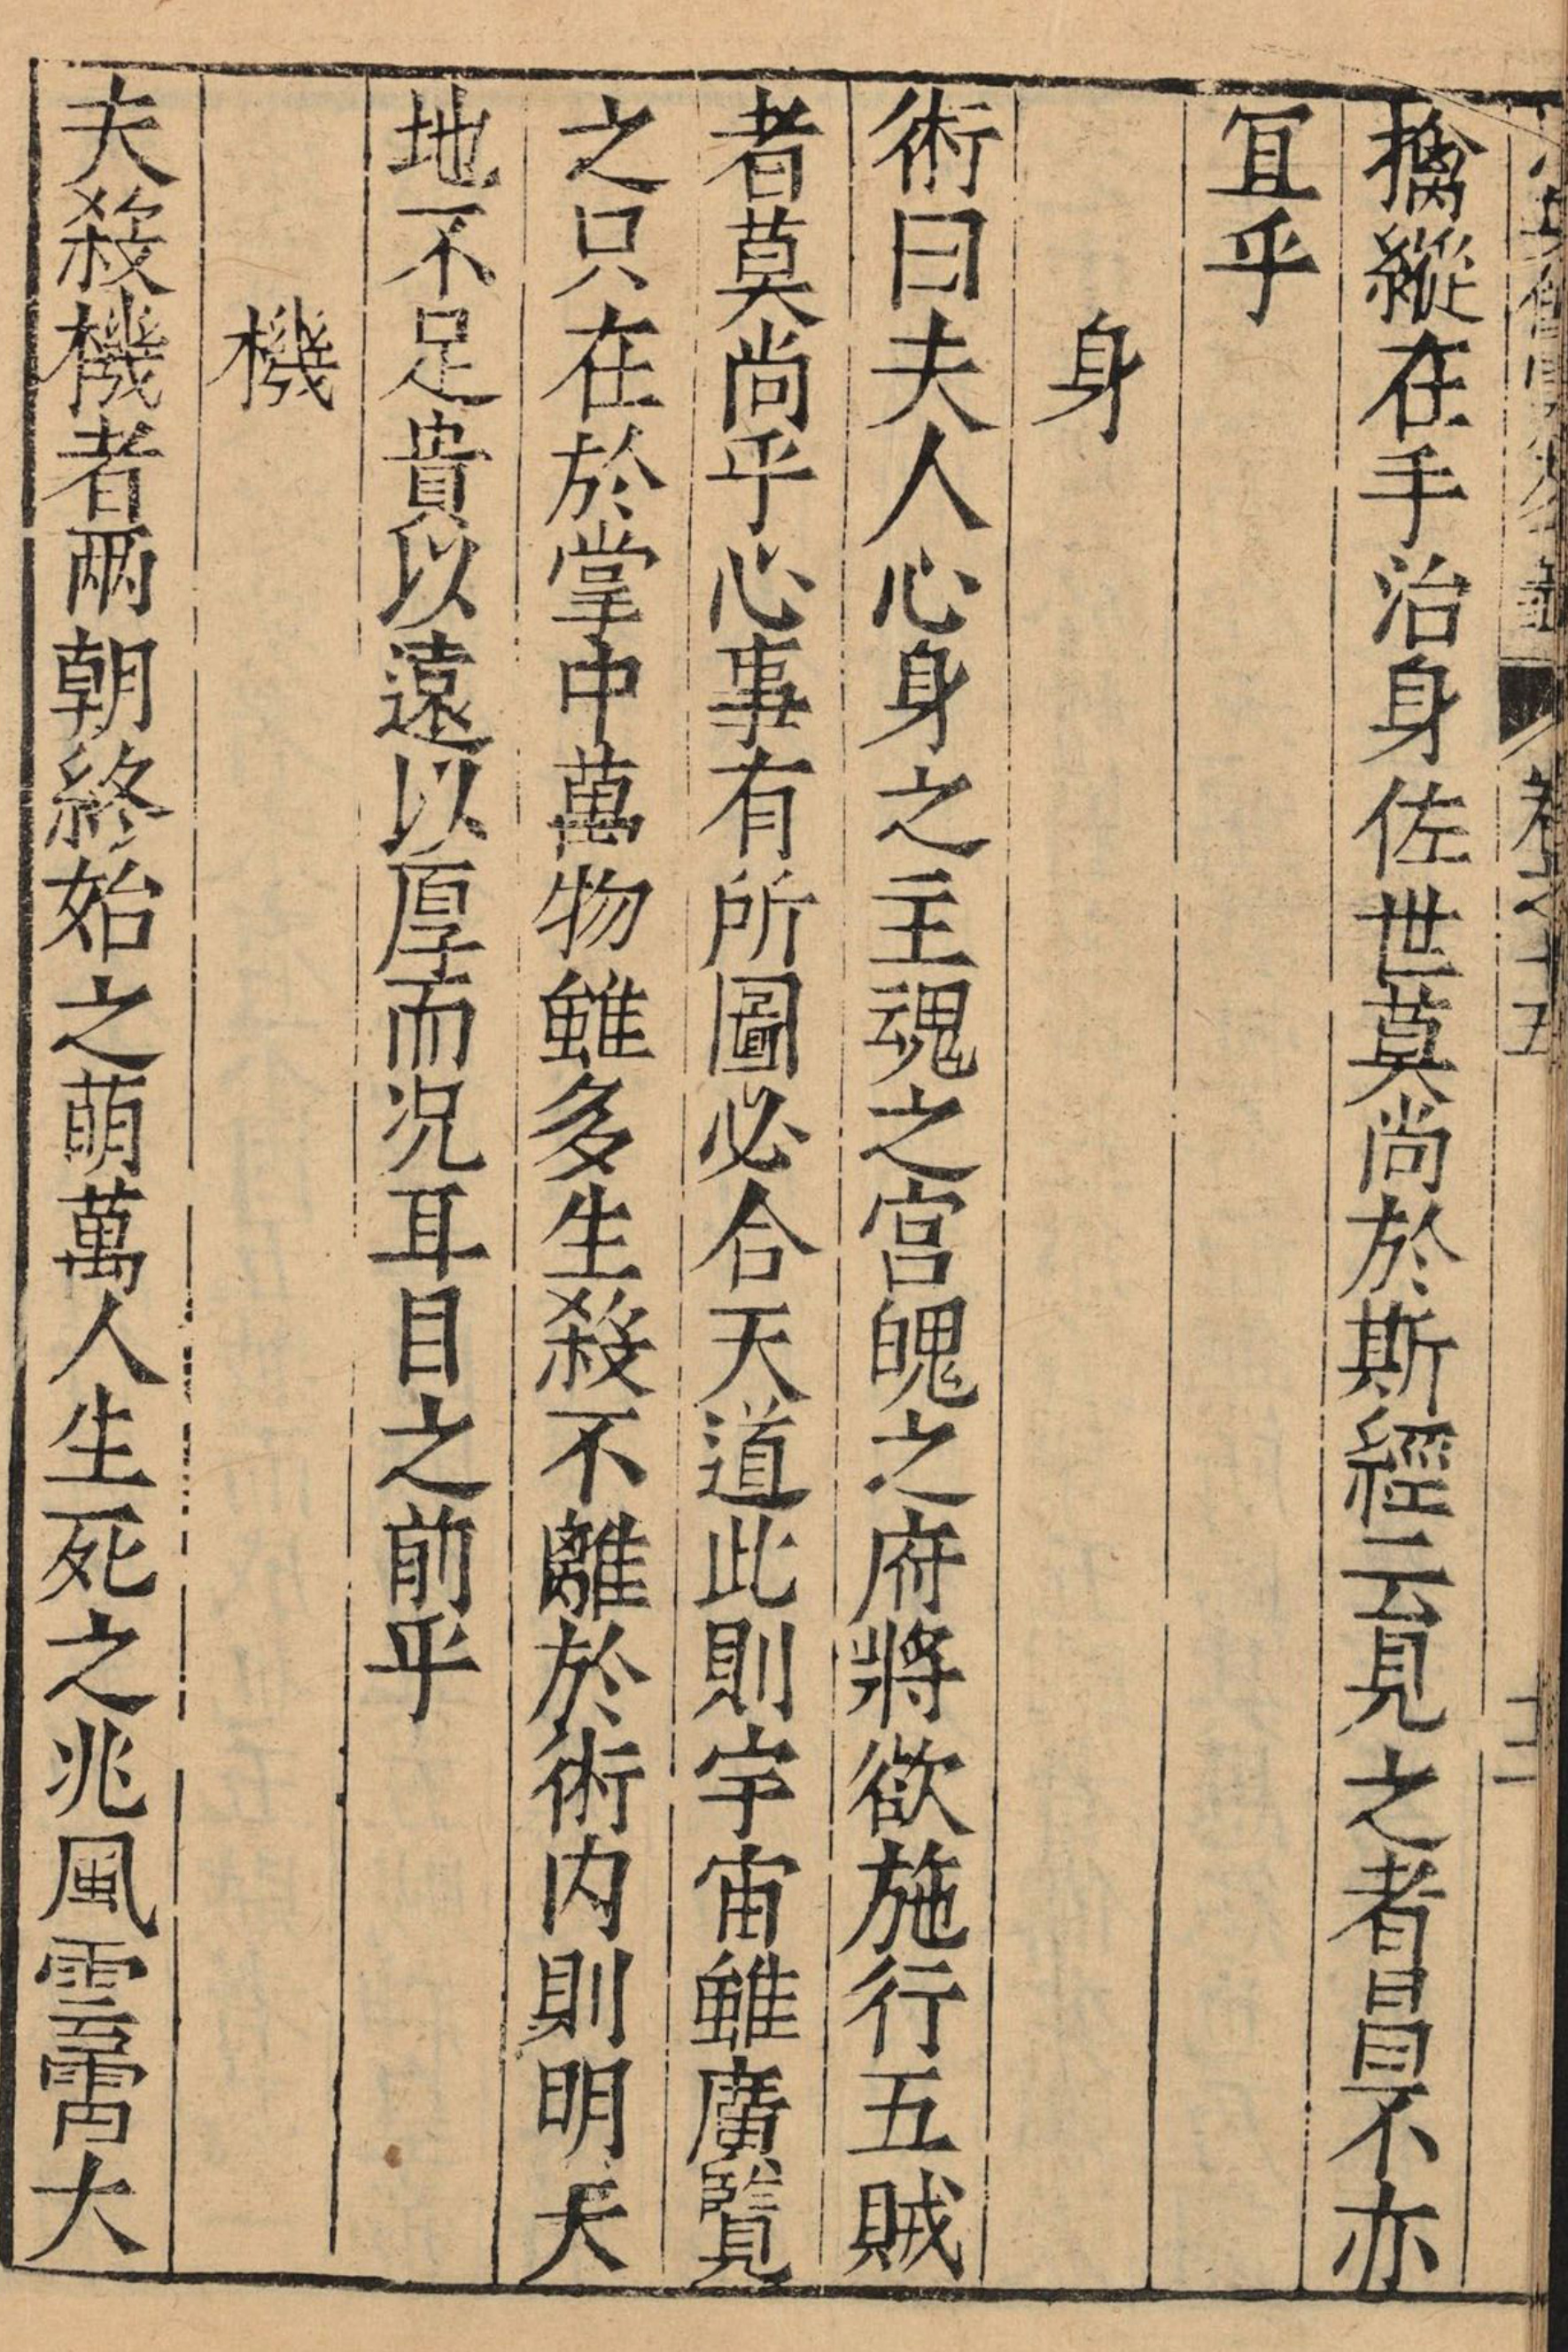 擒縱在手治身佐世莫尚於斯經云見之者昌不亦
冝乎
身
術曰夫人心身之主魂之宫魄之府將欲施行五賊
者莫尚乎心事有所圖必合天道此則宇宙雖廣覽
之只在於掌中萬物雖多生殺不離於術内則明天
地不足貴以遠以厚而况耳目之前乎
機
夫殺機者兩朝終始之萌萬人生死之兆風雲大